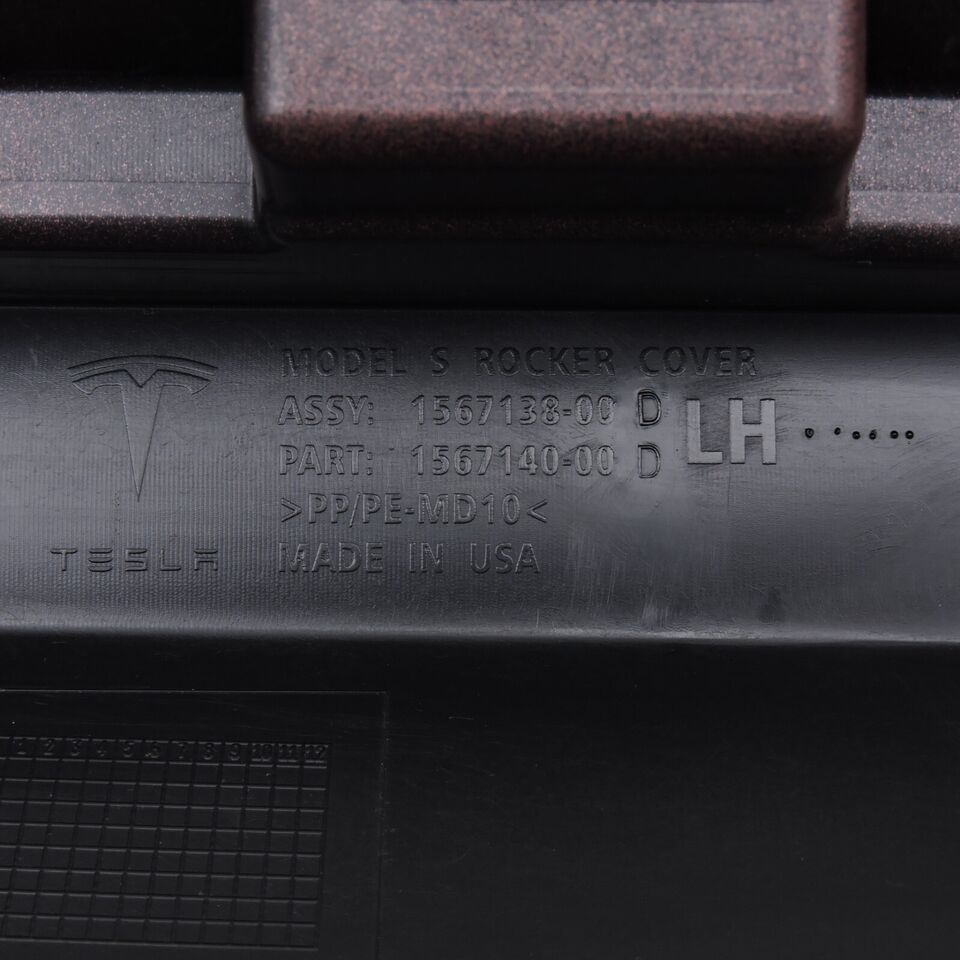 MODEL S ROCKER COVER
ASSY: 1567138-00 D
PART: 1567140-00 D
LH
>PP/PE-MD10<
MADE IN USA
TESLA
1 2 3 4 5 6 7 8 9 10 11 12